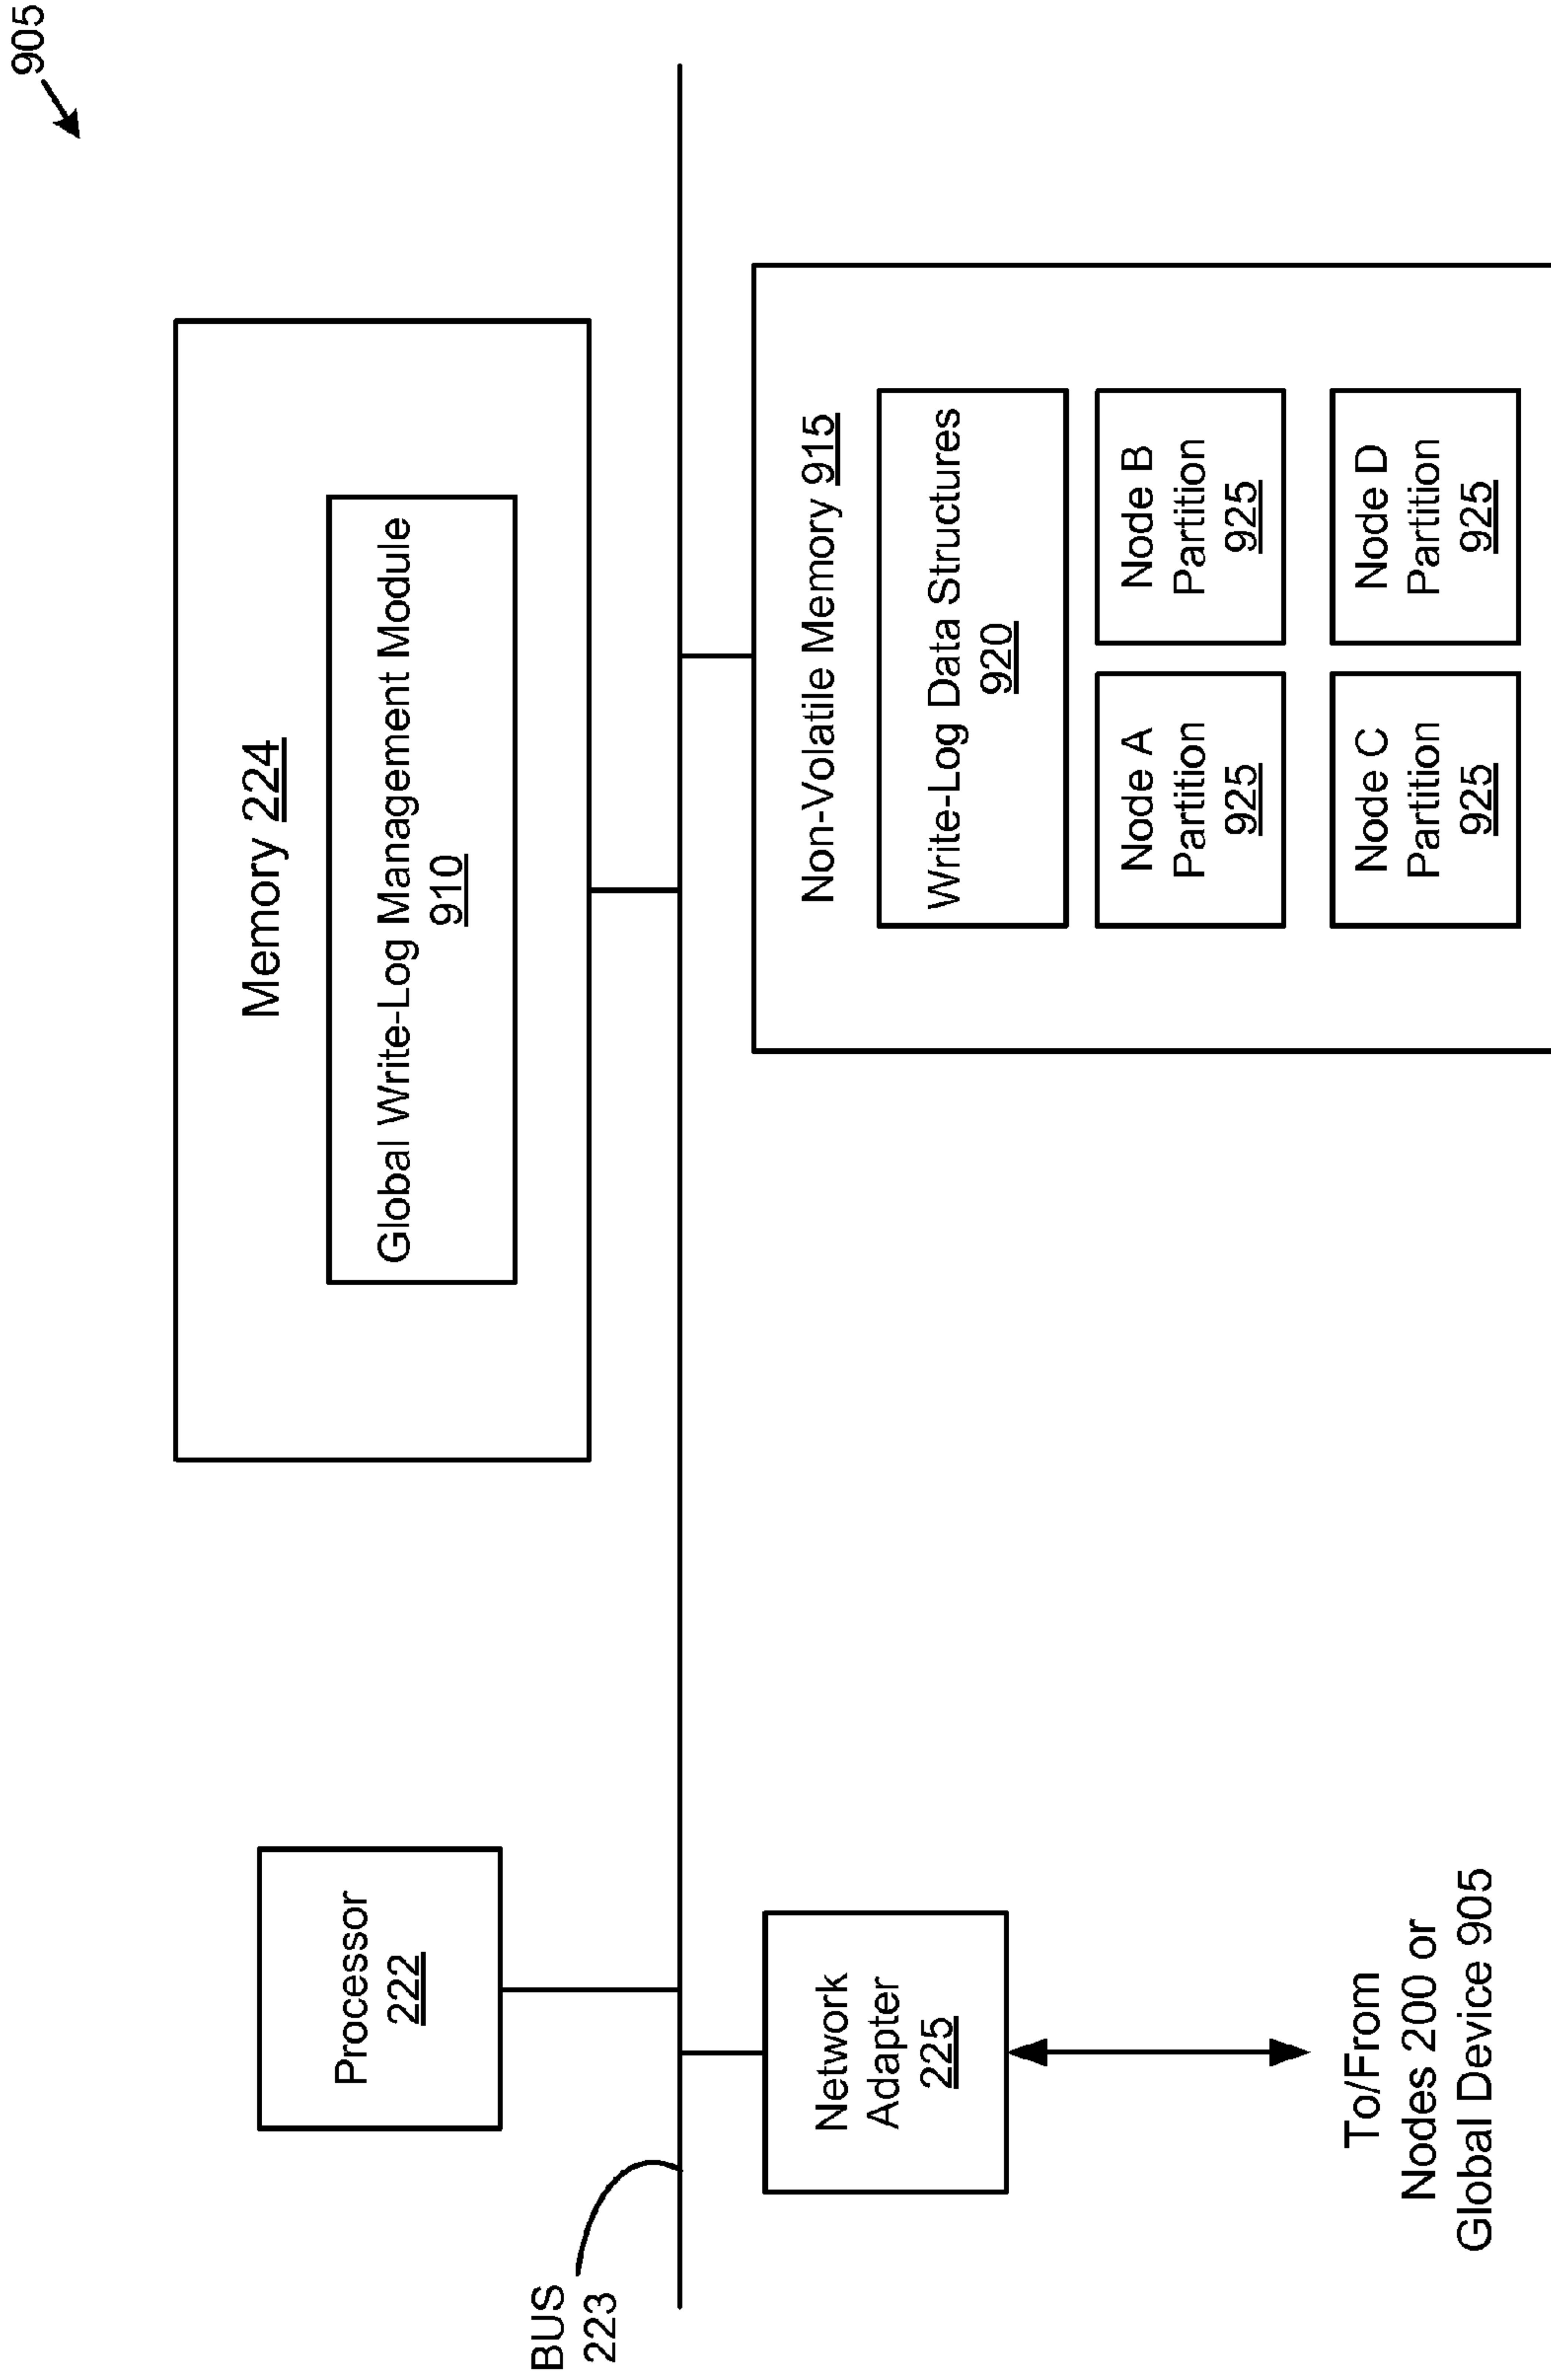 905
Memory 224
Global Write-Log Management Module
910
Processor
222
BUS
223
Network
Adapter
225
To/From
Nodes 200 or
Global Device 905
Non-Volatile Memory 915
Write-Log Data Structures
920
Node A
Partition
925
Node B
Partition
925
Node C
Partition
925
Node D
Partition
925